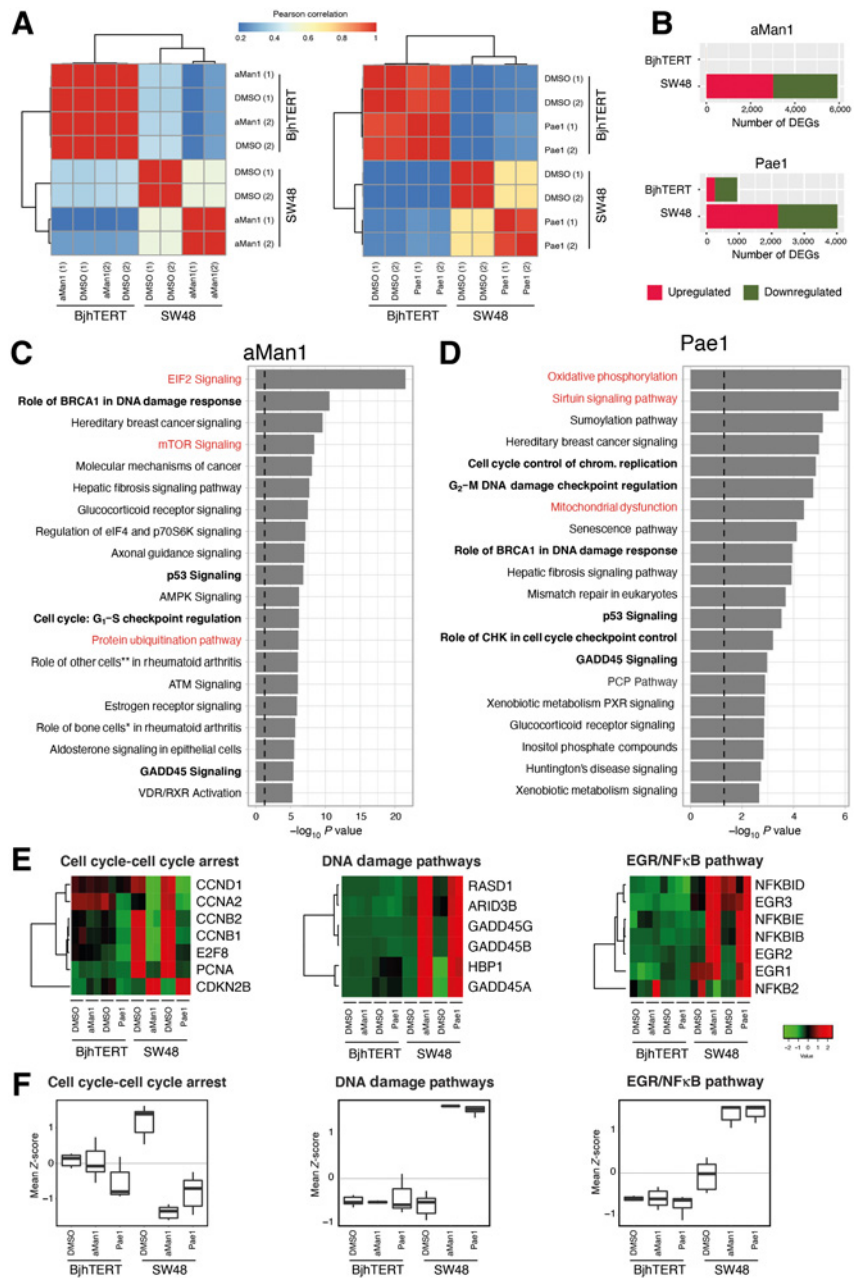 A
Pearson correlation
0.2 0.4 0.6 0.8 1
aMan1 (1)
DMSO (1)
aMan1 (2)
DMSO (2)
BjhTERT
DMSO (1)
DMSO (2)
aMan1 (1)
aMan1 (2)
SW48
aMan1 (1)
DMSO (1)
aMan1(2)
DMSO (2)
DMSO (1)
DMSO (2)
aMan1(1)
aMan1(2)
BjhTERT SW48
DMSO (1)
DMSO (2)
Pae1 (1)
Pae1 (2)
BjhTERT
DMSO (1)
DMSO (2)
Pae1 (1)
Pae1 (2)
SW48
DMSO (1)
DMSO (2)
Pae1 (1)
Pae1 (2)
DMSO (1)
DMSO (2)
Pae1 (1)
Pae1 (2)
BjhTERT SW48
B
aMan1
BjhTERT
SW48
0 2,000 4,000 6,000
Number of DEGs
Pae1
BjhTERT
SW48
0 1,000 2,000 3,000 4,000
Number of DEGs
Upregulated Downregulated
C
aMan1
EIF2 Signaling
Role of BRCA1 in DNA damage response
Hereditary breast cancer signaling
mTOR Signaling
Molecular mechanisms of cancer
Hepatic fibrosis signaling pathway
Glucocorticoid receptor signaling
Regulation of eIF4 and p70S6K signaling
Axonal guidance signaling
p53 Signaling
AMPK Signaling
Cell cycle: G₁–S checkpoint regulation
Protein ubiquitination pathway
Role of other cells** in rheumatoid arthritis
ATM Signaling
Estrogen receptor signaling
Role of bone cells* in rheumatoid arthritis
Aldosterone signaling in epithelial cells
GADD45 Signaling
VDR/RXR Activation
0 5 10 15 20
−log₁₀ P value
D
Pae1
Oxidative phosphorylation
Sirtuin signaling pathway
Sumoylation pathway
Hereditary breast cancer signaling
Cell cycle control of chrom. replication
G₂–M DNA damage checkpoint regulation
Mitochondrial dysfunction
Senescence pathway
Role of BRCA1 in DNA damage response
Hepatic fibrosis signaling pathway
Mismatch repair in eukaryotes
p53 Signaling
Role of CHK in cell cycle checkpoint control
GADD45 Signaling
PCP Pathway
Xenobiotic metabolism PXR signaling
Glucocorticoid receptor signaling
Inositol phosphate compounds
Huntington's disease signaling
Xenobiotic metabolism signaling
0 2 4 6
−log₁₀ P value
E
Cell cycle-cell cycle arrest
CCND1
CCNA2
CCNB2
CCNB1
E2F8
PCNA
CDKN2B
DMSO
aMan1
DMSO
Pae1
DMSO
aMan1
DMSO
Pae1
BjhTERT SW48
DNA damage pathways
RASD1
ARID3B
GADD45G
GADD45B
HBP1
GADD45A
DMSO
aMan1
DMSO
Pae1
DMSO
aMan1
DMSO
Pae1
BjhTERT SW48
EGR/NFκB pathway
NFKBID
EGR3
NFKBIE
NFKBIB
EGR2
EGR1
NFKB2
DMSO
aMan1
DMSO
Pae1
DMSO
aMan1
DMSO
Pae1
BjhTERT SW48
−2 −1 0 1 2
Value
F
Cell cycle-cell cycle arrest
Mean Z-score
1
0
−1
DMSO
aMan1
Pae1
DMSO
aMan1
Pae1
BjhTERT SW48
DNA damage pathways
Mean Z-score
1
0
−1
DMSO
aMan1
Pae1
DMSO
aMan1
Pae1
BjhTERT SW48
EGR/NFκB pathway
Mean Z-score
1
0
−1
DMSO
aMan1
Pae1
DMSO
aMan1
Pae1
BjhTERT SW48